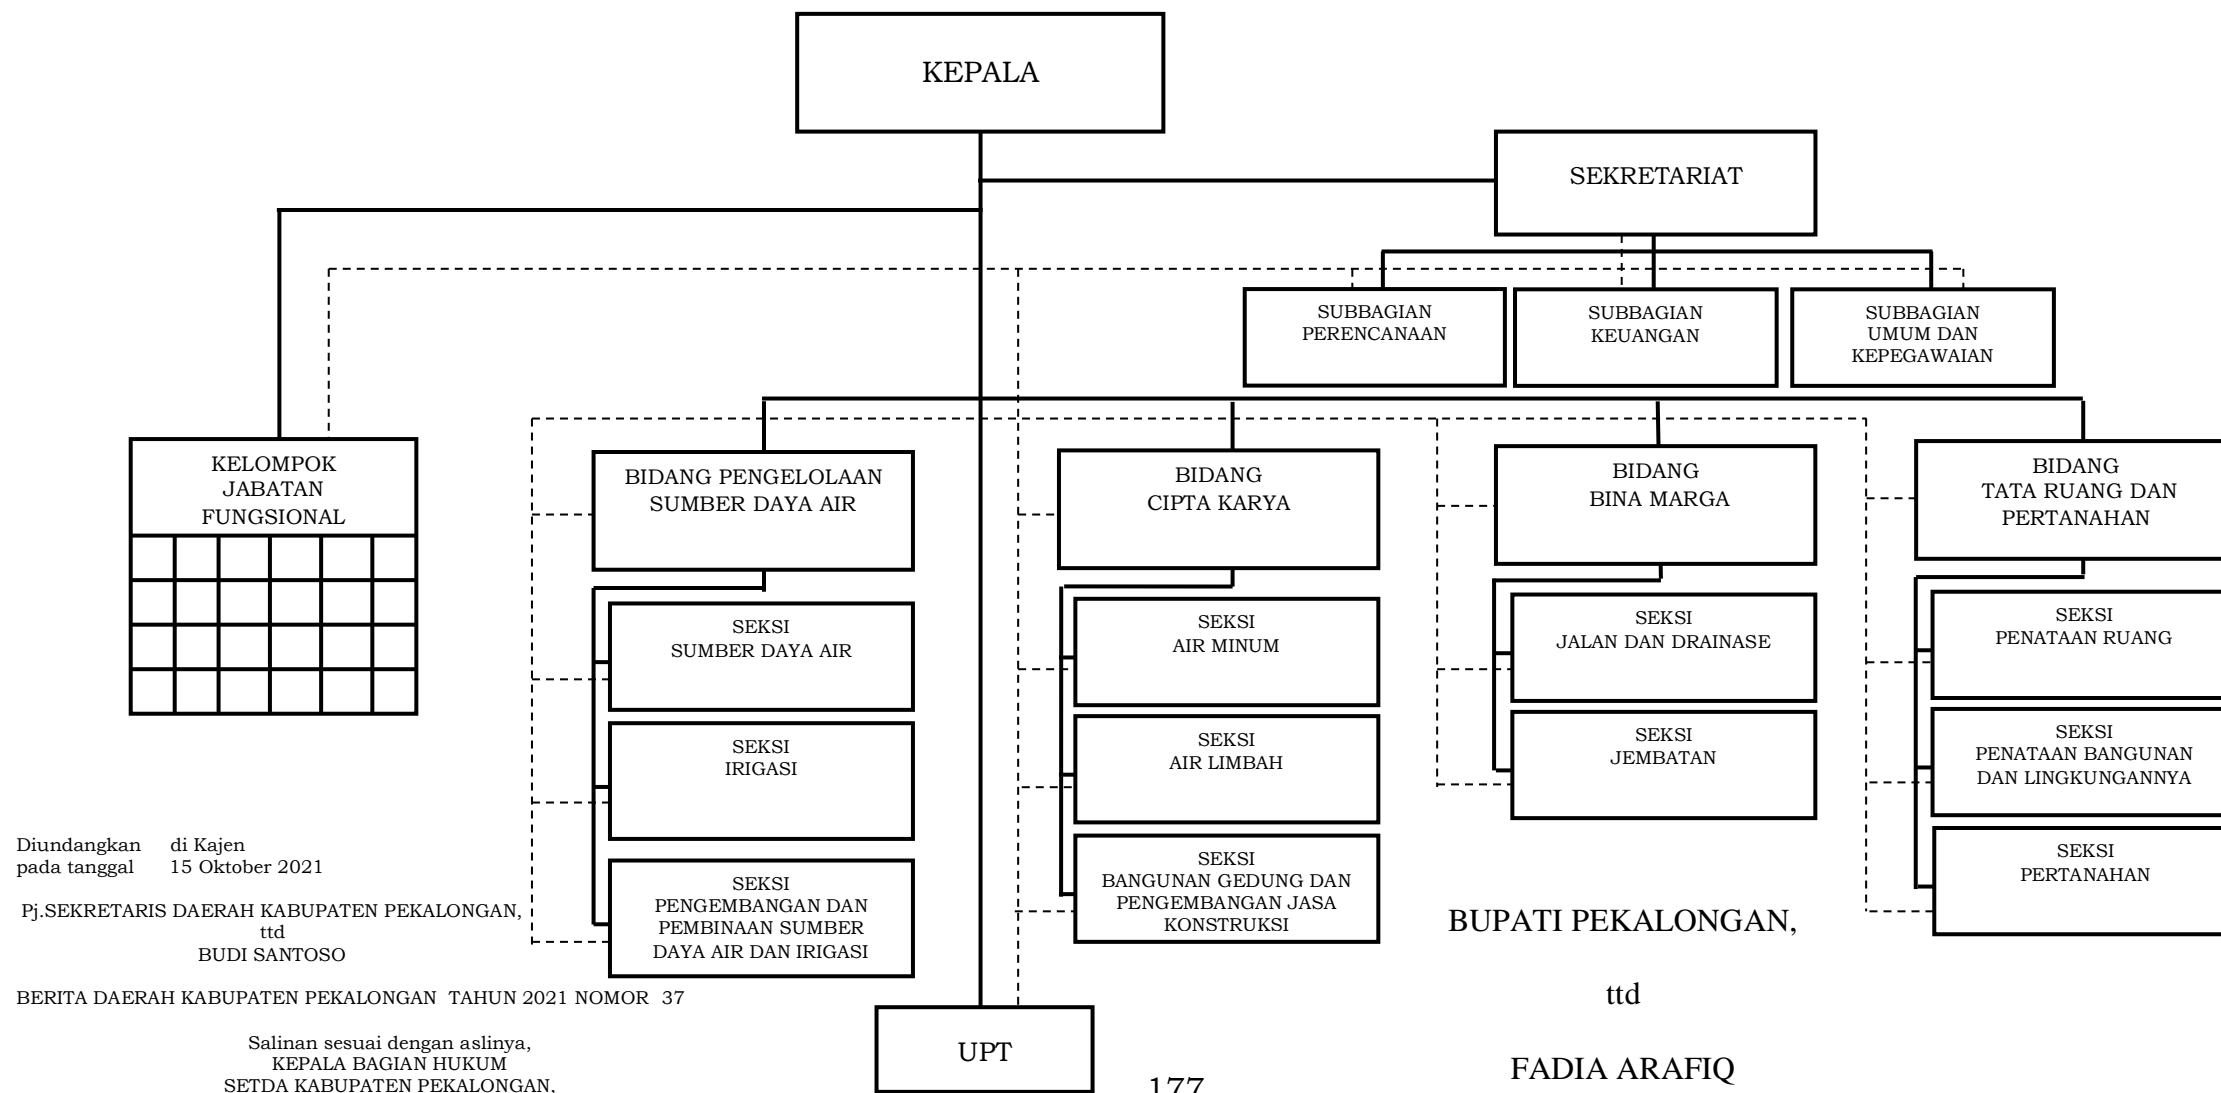 KEPALA
SEKRETARIAT
SUBBAGIAN
PERENCANAAN
SUBBAGIAN
KEUANGAN
SUBBAGIAN
UMUM DAN
KEPEGAWAIAN
KELOMPOK
JABATAN
FUNGSIONAL
BIDANG PENGELOLAAN
SUMBER DAYA AIR
BIDANG
CIPTA KARYA
BIDANG
BINA MARGA
BIDANG
TATA RUANG DAN
PERTANAHAN
SEKSI
SUMBER DAYA AIR
SEKSI
IRIGASI
SEKSI
PENGEMBANGAN DAN
PEMBINAAN SUMBER
DAYA AIR DAN IRIGASI
SEKSI
AIR MINUM
SEKSI
AIR LIMBAH
SEKSI
BANGUNAN GEDUNG DAN
PENGEMBANGAN JASA
KONSTRUKSI
SEKSI
JALAN DAN DRAINASE
SEKSI
JEMBATAN
SEKSI
PENATAAN RUANG
SEKSI
PENATAAN BANGUNAN
DAN LINGKUNGANNYA
SEKSI
PERTANAHAN
UPT
Diundangkan di Kajen
pada tanggal 15 Oktober 2021
Pj.SEKRETARIS DAERAH KABUPATEN PEKALONGAN,
ttd
BUDI SANTOSO
BERITA DAERAH KABUPATEN PEKALONGAN TAHUN 2021 NOMOR 37
Salinan sesuai dengan aslinya,
KEPALA BAGIAN HUKUM
SETDA KABUPATEN PEKALONGAN,
BUPATI PEKALONGAN,
ttd
FADIA ARAFIQ
177